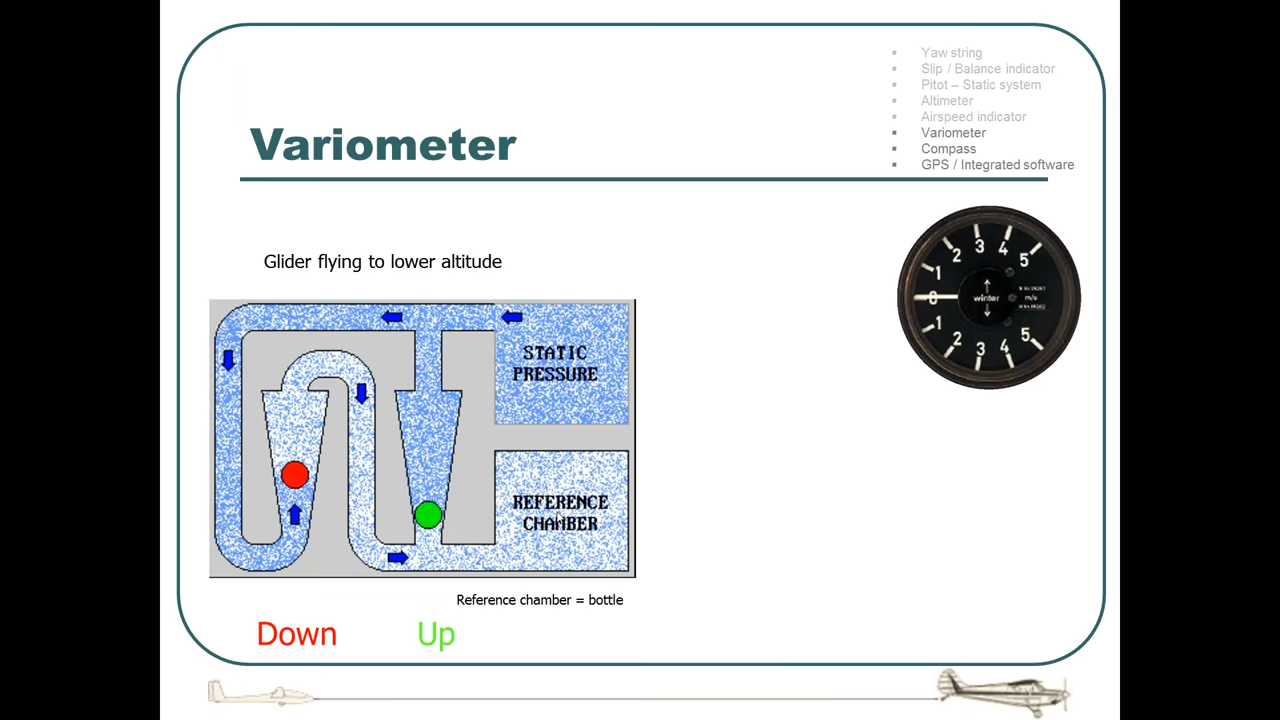 Yaw string
Slip / Balance indicator
Pitot – Static system
Altimeter
Airspeed indicator
Variometer
Compass
GPS / Integrated software
Variometer
Glider flying to lower altitude
STATIC
PRESSURE
REFERENCE
CHAMBER
Reference chamber = bottle
Down Up
1 2 3 4 5
0 winter m/s
1 2 3 4 5